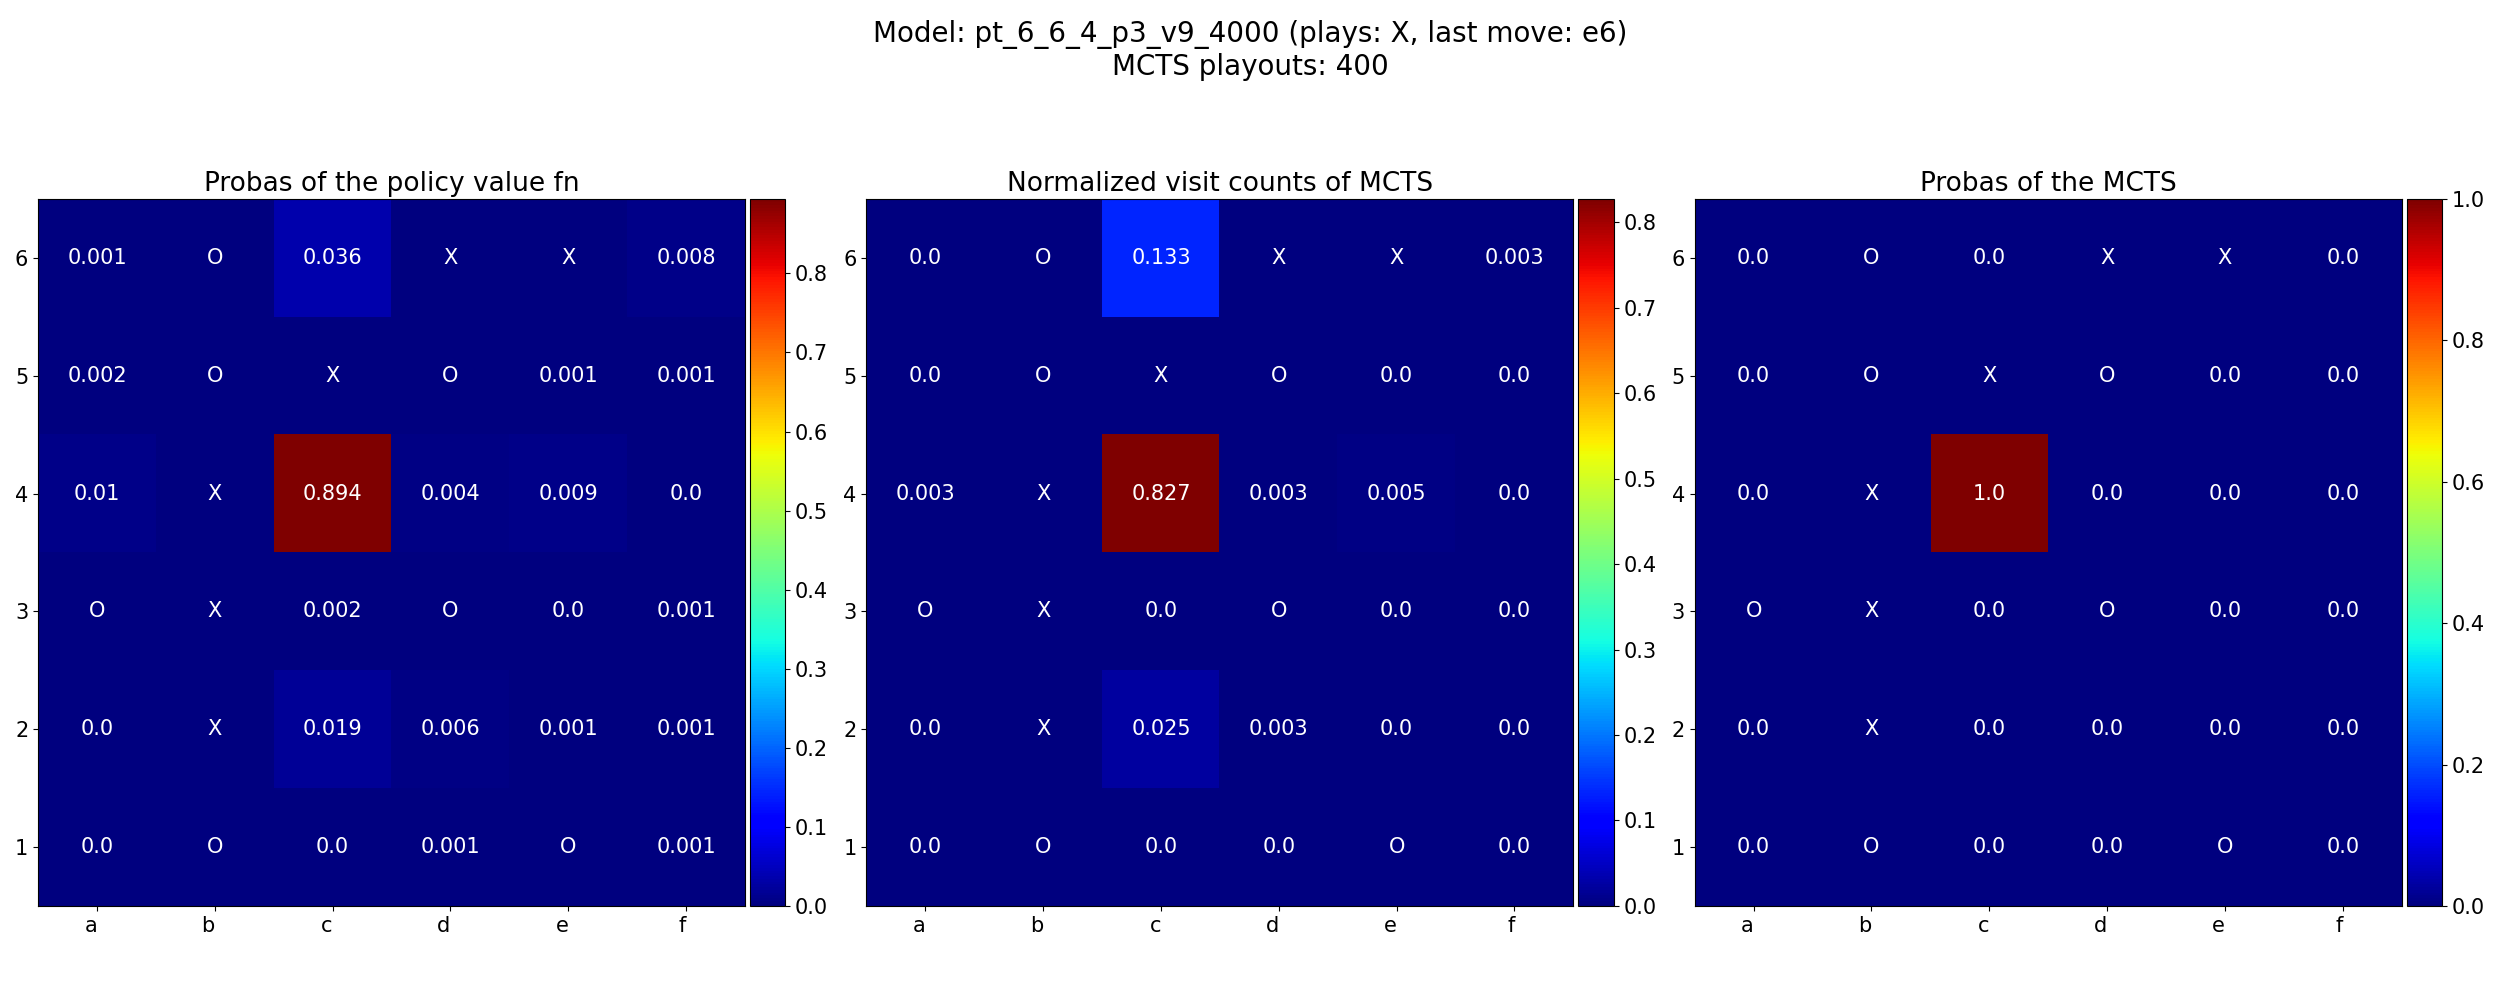 Model: pt_6_6_4_p3_v9_4000 (plays: X, last move: e6)
MCTS playouts: 400
Probas of the policy value fn
6 0.001 O 0.036 X X 0.008
5 0.002 O X O 0.001 0.001
4 0.01 X 0.894 0.004 0.009 0.0
3 O X 0.002 O 0.0 0.001
2 0.0 X 0.019 0.006 0.001 0.001
1 0.0 O 0.0 0.001 O 0.001
a b c d e f
0.8
0.7
0.6
0.5
0.4
0.3
0.2
0.1
0.0
Normalized visit counts of MCTS
6 0.0 O 0.133 X X 0.003
5 0.0 O X O 0.0 0.0
4 0.003 X 0.827 0.003 0.005 0.0
3 O X 0.0 O 0.0 0.0
2 0.0 X 0.025 0.003 0.0 0.0
1 0.0 O 0.0 0.0 O 0.0
a b c d e f
0.8
0.7
0.6
0.5
0.4
0.3
0.2
0.1
0.0
Probas of the MCTS
6 0.0 O 0.0 X X 0.0
5 0.0 O X O 0.0 0.0
4 0.0 X 1.0 0.0 0.0 0.0
3 O X 0.0 O 0.0 0.0
2 0.0 X 0.0 0.0 0.0 0.0
1 0.0 O 0.0 0.0 O 0.0
a b c d e f
1.0
0.8
0.6
0.4
0.2
0.0